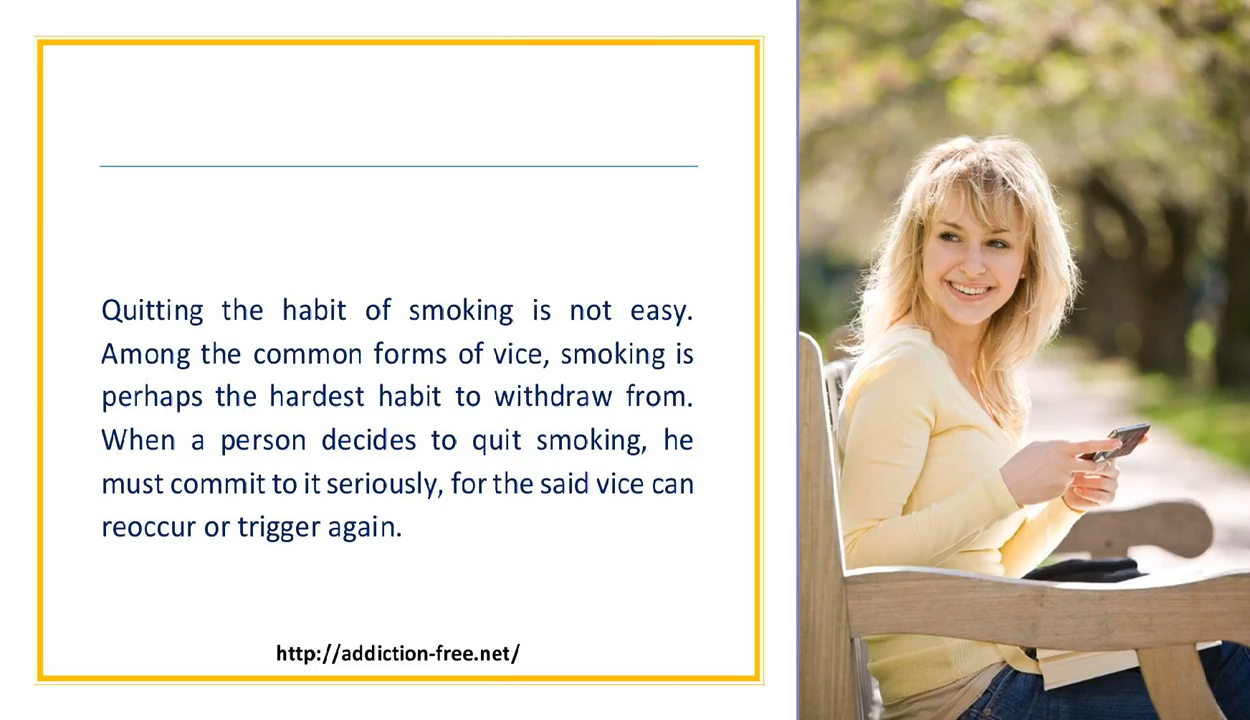 Quitting the habit of smoking is not easy.
Among the common forms of vice, smoking is
perhaps the hardest habit to withdraw from.
When a person decides to quit smoking, he
must commit to it seriously, for the said vice can
reoccur or trigger again.
http://addiction-free.net/